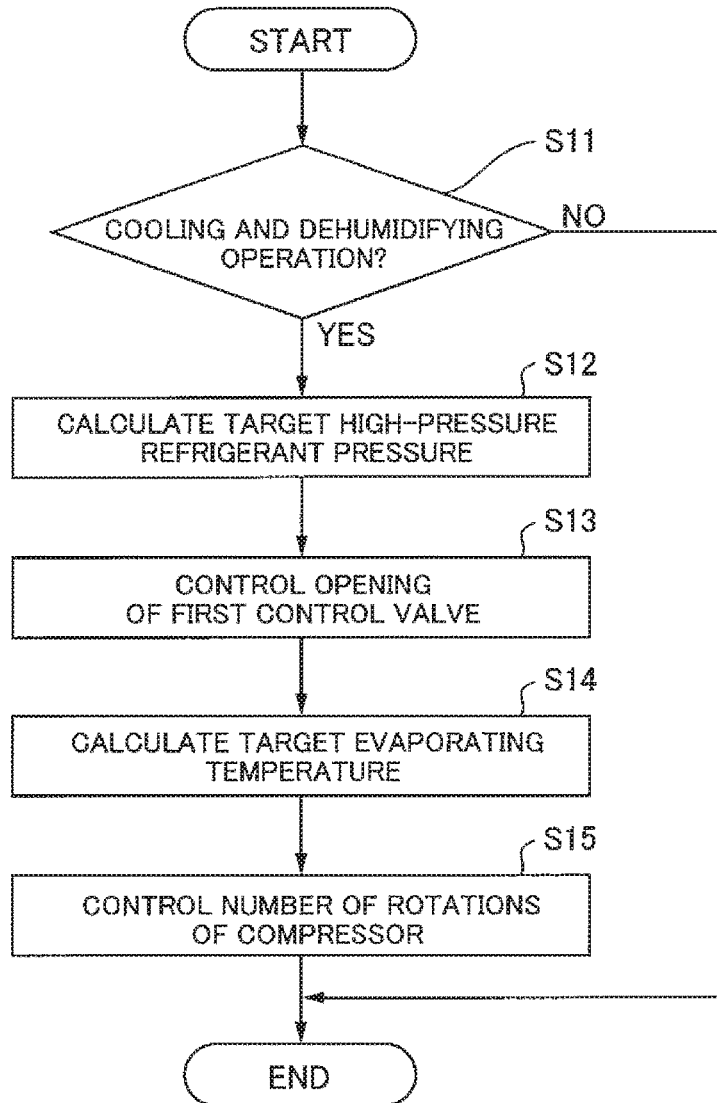 START
S11
COOLING AND DEHUMIDIFYING
OPERATION?
NO
YES
S12
CALCULATE TARGET HIGH-PRESSURE
REFRIGERANT PRESSURE
S13
CONTROL OPENING
OF FIRST CONTROL VALVE
S14
CALCULATE TARGET EVAPORATING
TEMPERATURE
S15
CONTROL NUMBER OF ROTATIONS
OF COMPRESSOR
END